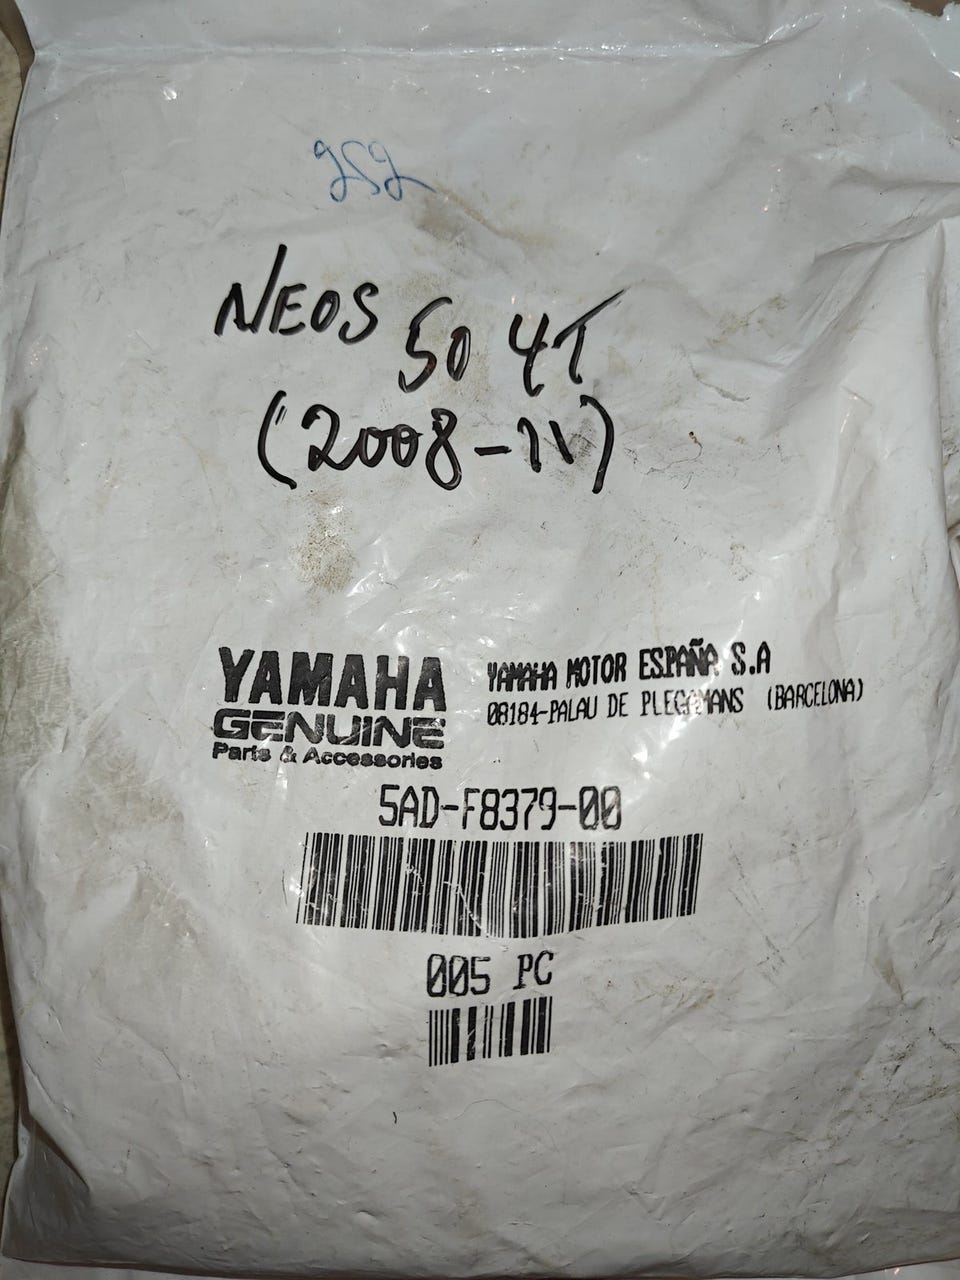 252
NEOS 50 4T
(2008-11)
YAMAHA
GENUINE
Parts & Accessories
YAMAHA MOTOR ESPAÑA S.A
08184-PALAU DE PLEGAMANS (BARCELONA)
5AD-F8379-00
005 PC